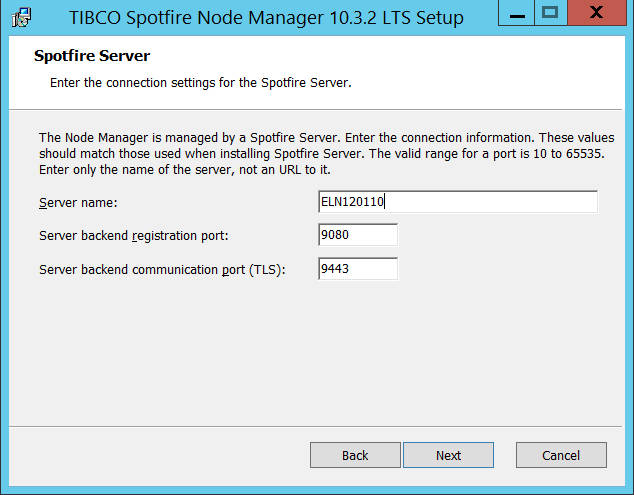 TIBCO Spotfire Node Manager 10.3.2 LTS Setup
Spotfire Server
Enter the connection settings for the Spotfire Server.
The Node Manager is managed by a Spotfire Server. Enter the connection information. These values
should match those used when installing Spotfire Server. The valid range for a port is 10 to 65535.
Enter only the name of the server, not an URL to it.
Server name: ELN120110
Server backend registration port: 9080
Server backend communication port (TLS): 9443
Back Next Cancel